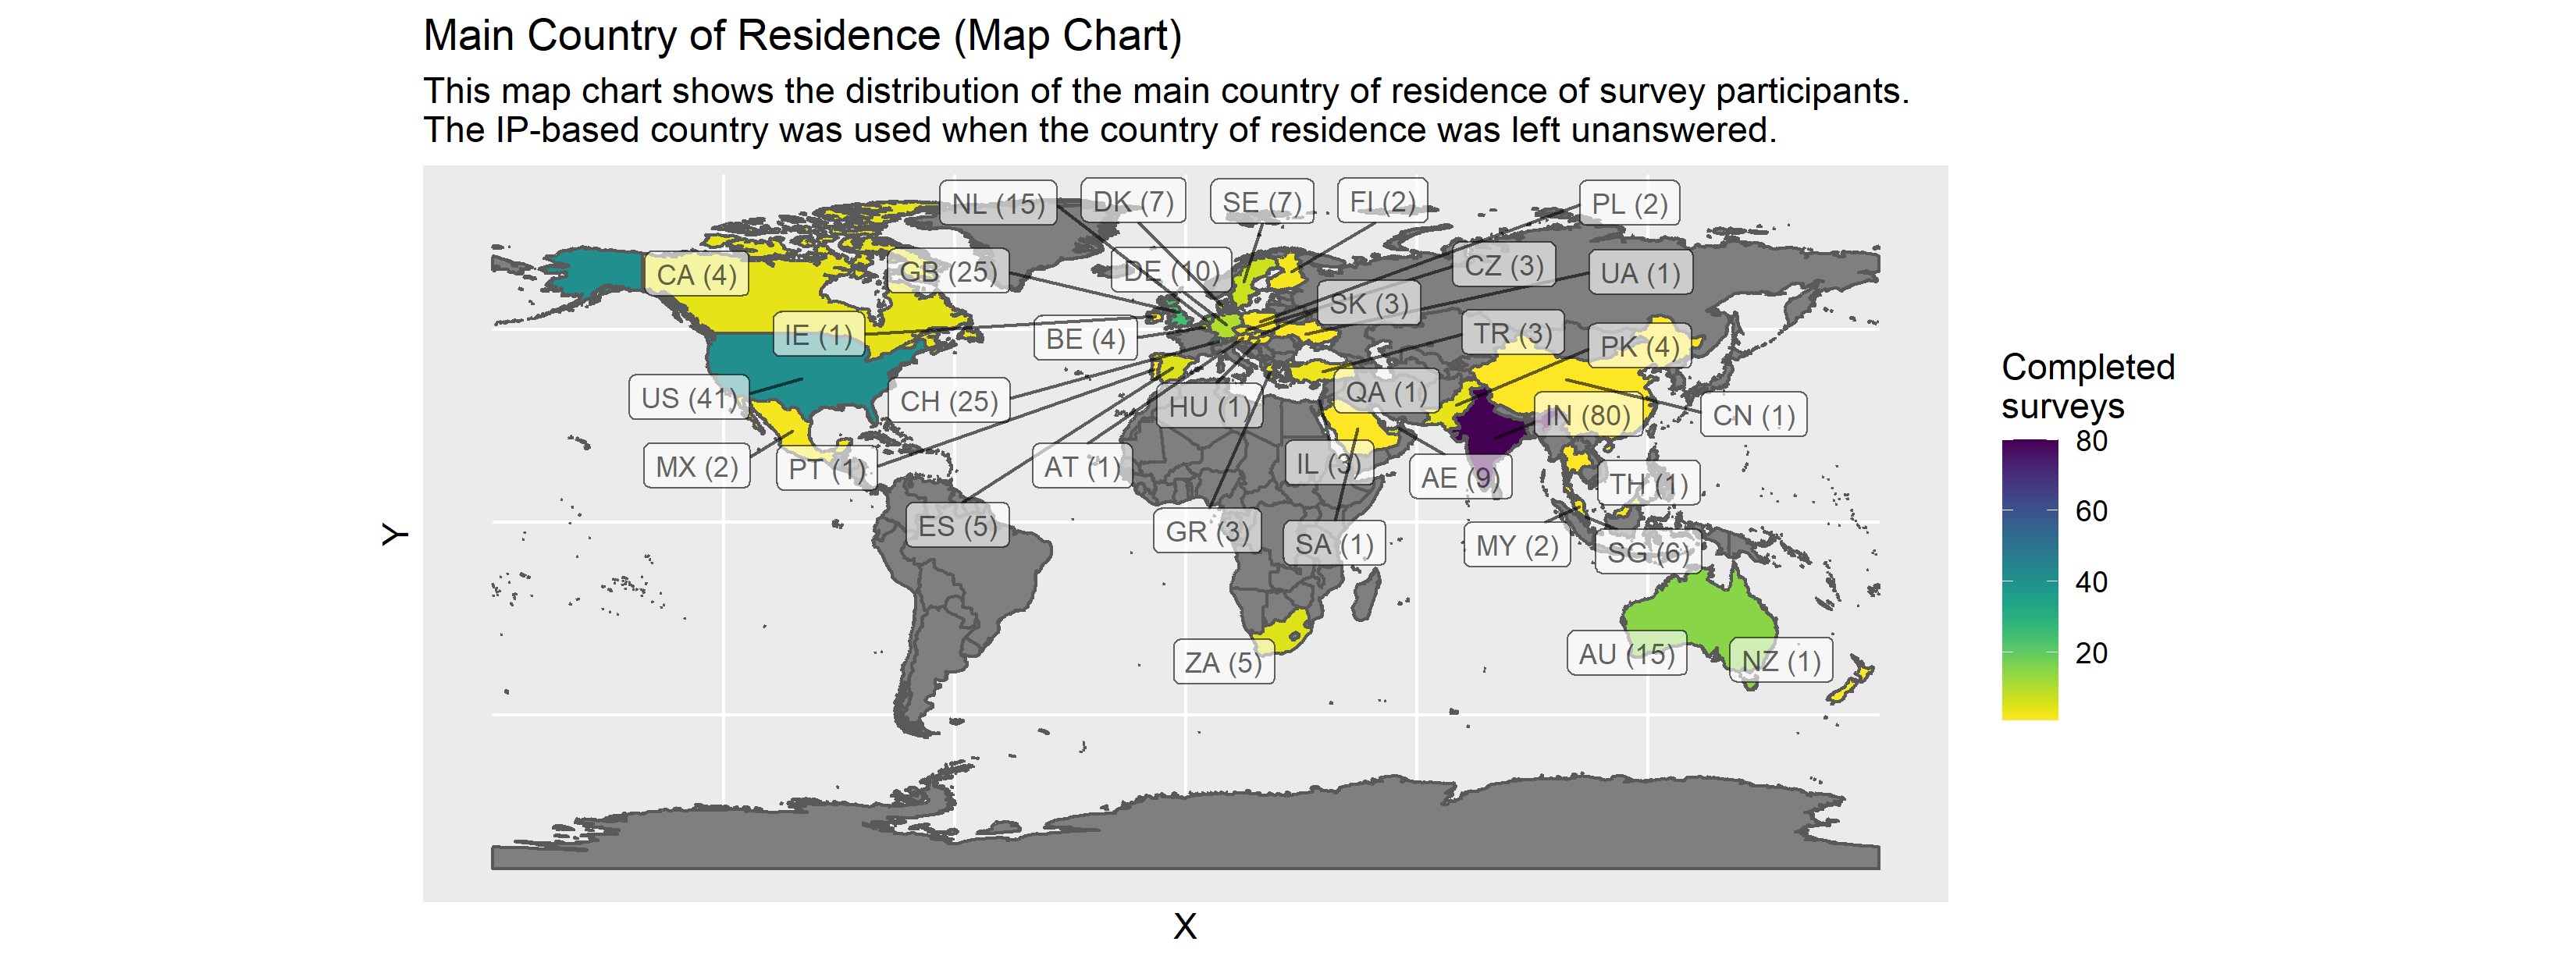 Main Country of Residence (Map Chart)
This map chart shows the distribution of the main country of residence of survey participants.
The IP-based country was used when the country of residence was left unanswered.
NL (15)
DK (7)
SE (7)
FI (2)
PL (2)
CA (4)
GB (25)
DE (10)
CZ (3)
UA (1)
SK (3)
IE (1)
BE (4)
TR (3)
PK (4)
US (41)
CH (25)
HU (1)
QA (1)
IN (80)
CN (1)
MX (2)
PT (1)
AT (1)
IL (3)
AE (9)
TH (1)
ES (5)
GR (3)
SA (1)
MY (2)
SG (6)
ZA (5)
AU (15)
NZ (1)
Y
X
Completed
surveys
80
60
40
20